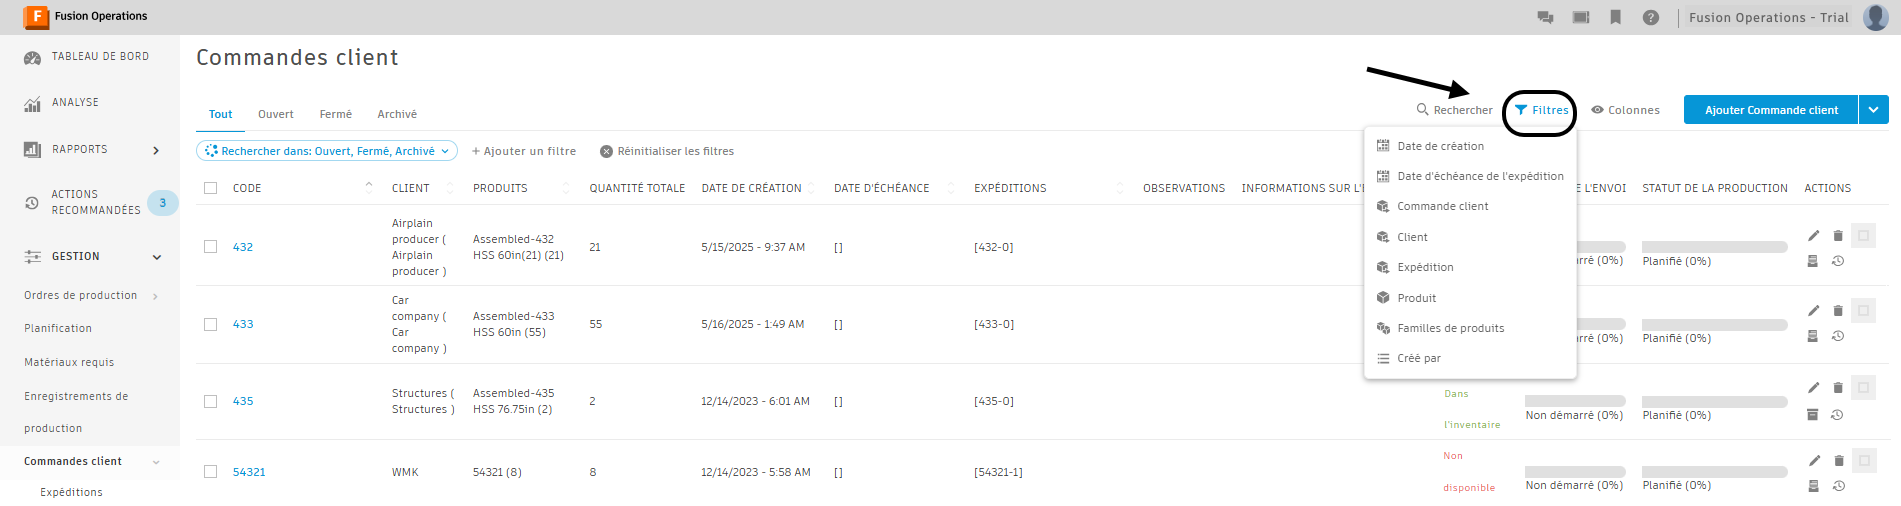 F Fusion Operations
Fusion Operations - Trial
TABLEAU DE BORD
ANALYSE
RAPPORTS
ACTIONS
RECOMMANDÉES
3
GESTION
Ordres de production
Planification
Matériaux requis
Enregistrements de
production
Commandes client
Expéditions
Commandes client
Tout Ouvert Fermé Archivé
Rechercher Filtres Colonnes Ajouter Commande client
Rechercher dans: Ouvert, Fermé, Archivé + Ajouter un filtre Réinitialiser les filtres
Date de création
Date d'échéance de l'expédition
Commande client
Client
Expédition
Produit
Familles de produits
Créé par
CODE CLIENT PRODUITS QUANTITÉ TOTALE DATE DE CRÉATION DATE D'ÉCHÉANCE EXPÉDITIONS OBSERVATIONS INFORMATIONS SUR L'I E L'ENVOI STATUT DE LA PRODUCTION ACTIONS
432
Airplain
producer (
Airplain
producer )
Assembled-432
HSS 60in(21) (21)
21
5/15/2025 - 9:37 AM
[]
[432-0]
rré (0%)
Planifié (0%)
433
Car
company (
Car
company )
Assembled-433
HSS 60in (55)
55
5/16/2025 - 1:49 AM
[]
[433-0]
rré (0%)
Planifié (0%)
435
Structures (
Structures )
Assembled-435
HSS 76.75in (2)
2
12/14/2023 - 6:01 AM
[]
[435-0]
Dans
l'inventaire
Non démarré (0%)
Planifié (0%)
54321
WMK
54321 (8)
8
12/14/2023 - 5:58 AM
[]
[54321-1]
Non
disponible
Non démarré (0%)
Planifié (0%)